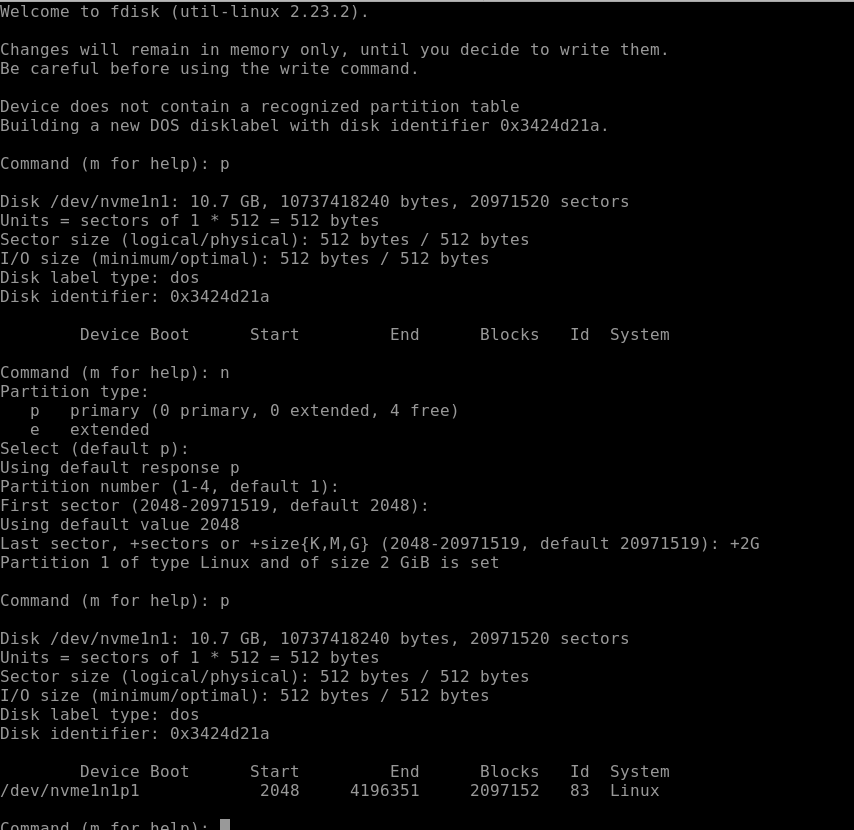 Welcome to fdisk (util-linux 2.23.2).
Changes will remain in memory only, until you decide to write them.
Be careful before using the write command.
Device does not contain a recognized partition table
Building a new DOS disklabel with disk identifier 0x3424d21a.
Command (m for help): p
Disk /dev/nvme1n1: 10.7 GB, 10737418240 bytes, 20971520 sectors
Units = sectors of 1 * 512 = 512 bytes
Sector size (logical/physical): 512 bytes / 512 bytes
I/O size (minimum/optimal): 512 bytes / 512 bytes
Disk label type: dos
Disk identifier: 0x3424d21a
        Device Boot      Start         End      Blocks   Id  System
Command (m for help): n
Partition type:
   p   primary (0 primary, 0 extended, 4 free)
   e   extended
Select (default p):
Using default response p
Partition number (1-4, default 1):
First sector (2048-20971519, default 2048):
Using default value 2048
Last sector, +sectors or +size{K,M,G} (2048-20971519, default 20971519): +2G
Partition 1 of type Linux and of size 2 GiB is set
Command (m for help): p
Disk /dev/nvme1n1: 10.7 GB, 10737418240 bytes, 20971520 sectors
Units = sectors of 1 * 512 = 512 bytes
Sector size (logical/physical): 512 bytes / 512 bytes
I/O size (minimum/optimal): 512 bytes / 512 bytes
Disk label type: dos
Disk identifier: 0x3424d21a
        Device Boot      Start         End      Blocks   Id  System
/dev/nvme1n1p1            2048     4196351     2097152   83  Linux
Command (m for help):